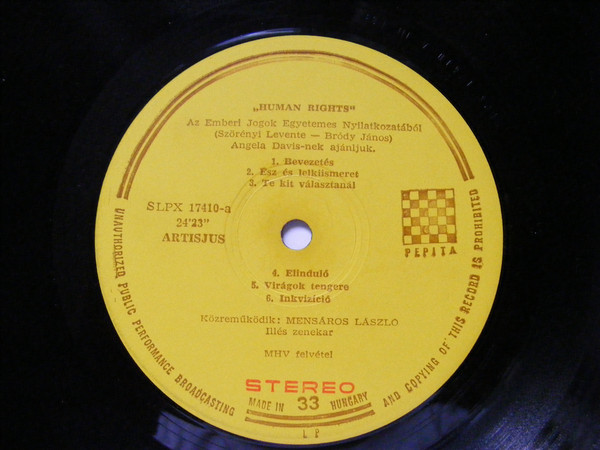 „HUMAN RIGHTS"
Az Emberi Jogok Egyetemes Nyilatkozatából
(Szörényi Levente — Bródy János)
Angela Davis-nek ajánljuk.
1. Bevezetés
2. Ész és lelkiismeret
3. Te kit választanál
SLPX 17410-a
24'23"
ARTISJUS
PEPITA
4. Elinduló
5. Virágok tengere
6. Inkvizíció
Közreműködik: MENSÁROS LÁSZLÓ
Illés zenekar
MHV felvétel
STEREO
MADE IN 33 HUNGARY
LP
UNAUTHORIZED PUBLIC PERFORMANCE BROADCASTING AND COPYING OF THIS RECORD IS PROHIBITED